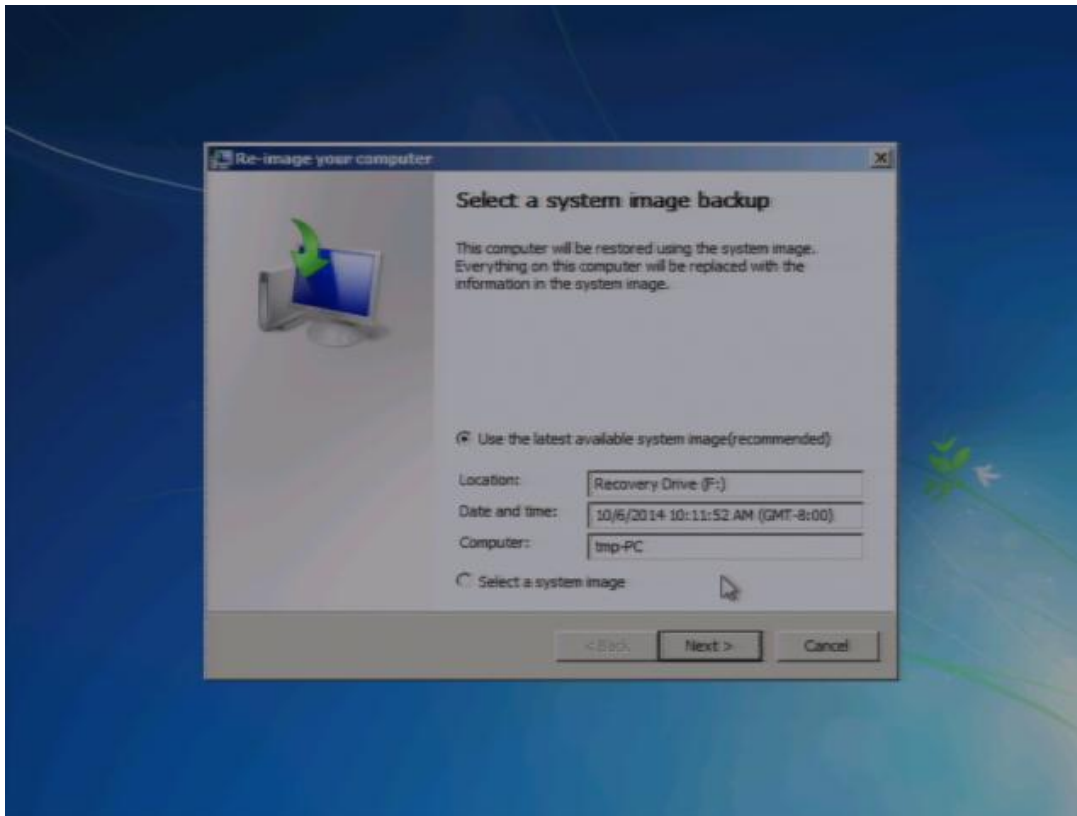 Re-image your computer
Select a system image backup
This computer will be restored using the system image.
Everything on this computer will be replaced with the
information in the system image.
Use the latest available system image(recommended)
Location: Recovery Drive (F:)
Date and time: 10/6/2014 10:11:52 AM (GMT-8:00)
Computer: tmp-PC
Select a system image
< Back Next > Cancel